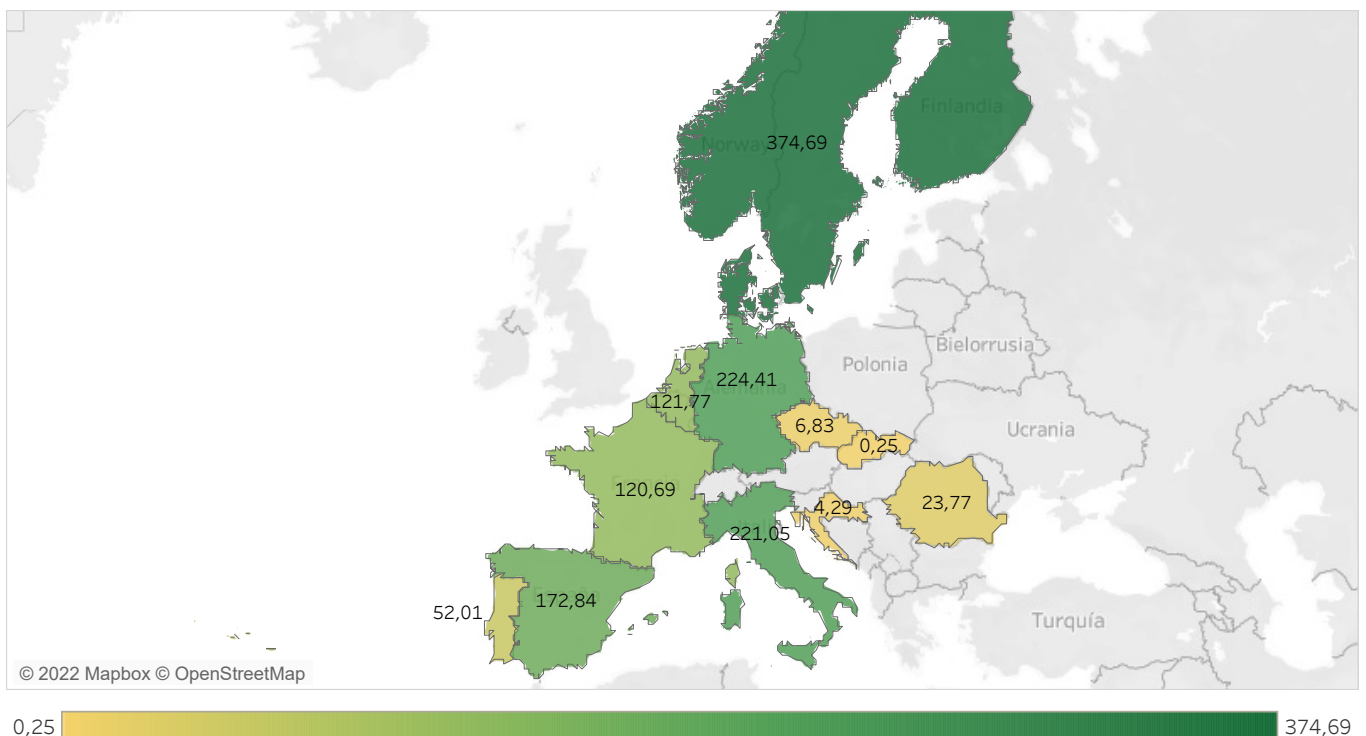 Finlandia
Norway
374,69
Bielorrusia
Polonia
224,41
Alemania
121,77
6,83
Ucrania
0,25
120,69
23,77
4,29
221,05
172,84
52,01
Turquía
© 2022 Mapbox © OpenStreetMap
0,25
374,69